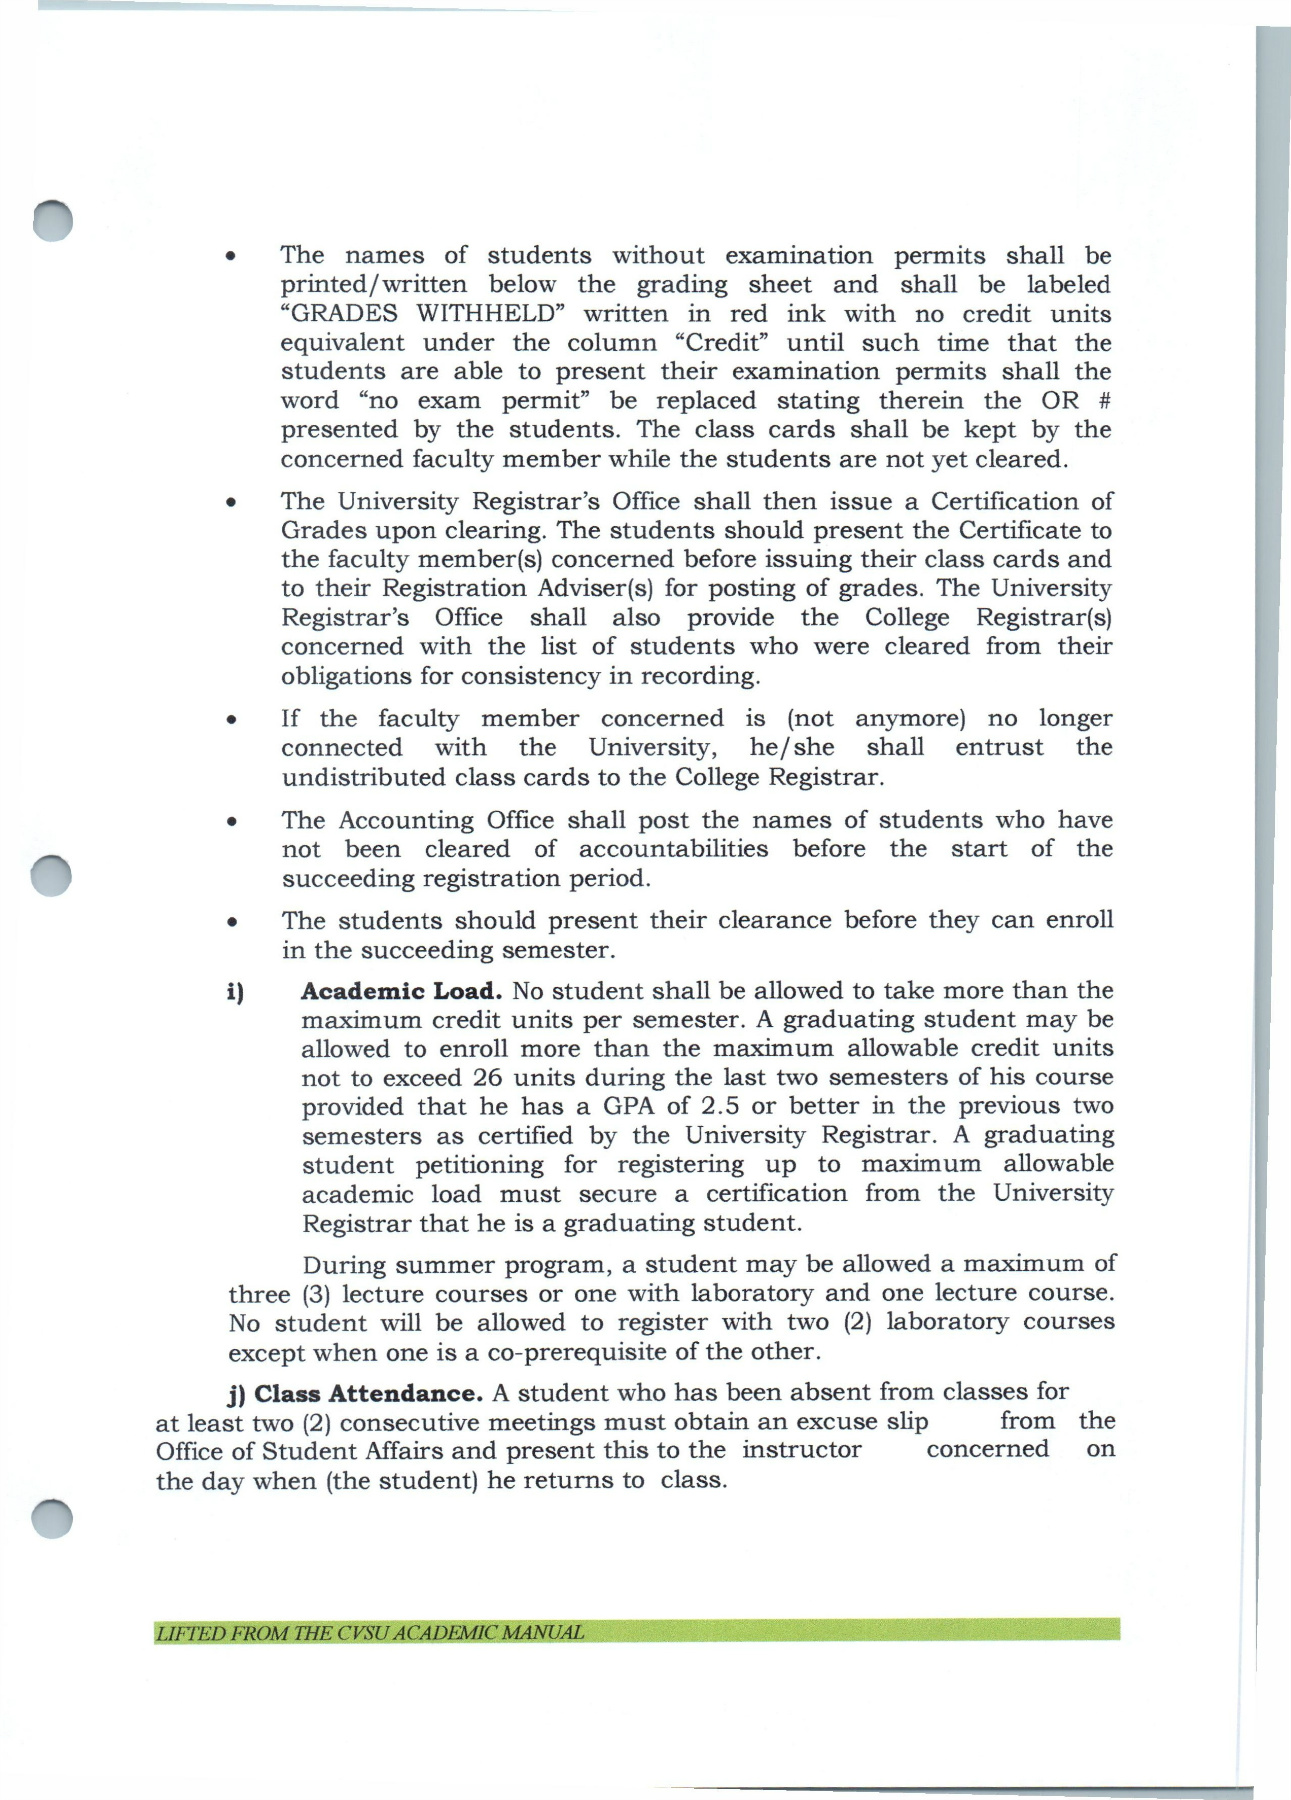 • The names of students without examination permits shall be
printed/written below the grading sheet and shall be labeled
“GRADES WITHHELD” written in red ink with no credit units
equivalent under the column “Credit” until such time that the
students are able to present their examination permits shall the
word “no exam permit” be replaced stating therein the OR #
presented by the students. The class cards shall be kept by the
concerned faculty member while the students are not yet cleared.
• The University Registrar’s Office shall then issue a Certification of
Grades upon clearing. The students should present the Certificate to
the faculty member(s) concerned before issuing their class cards and
to their Registration Adviser(s) for posting of grades. The University
Registrar’s Office shall also provide the College Registrar(s)
concerned with the list of students who were cleared from their
obligations for consistency in recording.
• If the faculty member concerned is (not anymore) no longer
connected with the University, he/she shall entrust the
undistributed class cards to the College Registrar.
• The Accounting Office shall post the names of students who have
not been cleared of accountabilities before the start of the
succeeding registration period.
• The students should present their clearance before they can enroll
in the succeeding semester.
i) Academic Load. No student shall be allowed to take more than the
maximum credit units per semester. A graduating student may be
allowed to enroll more than the maximum allowable credit units
not to exceed 26 units during the last two semesters of his course
provided that he has a GPA of 2.5 or better in the previous two
semesters as certified by the University Registrar. A graduating
student petitioning for registering up to maximum allowable
academic load must secure a certification from the University
Registrar that he is a graduating student.
During summer program, a student may be allowed a maximum of
three (3) lecture courses or one with laboratory and one lecture course.
No student will be allowed to register with two (2) laboratory courses
except when one is a co-prerequisite of the other.
j) Class Attendance. A student who has been absent from classes for
at least two (2) consecutive meetings must obtain an excuse slip from the
Office of Student Affairs and present this to the instructor concerned on
the day when (the student) he returns to class.
LIFTED FROM THE CVSU ACADEMIC MANUAL